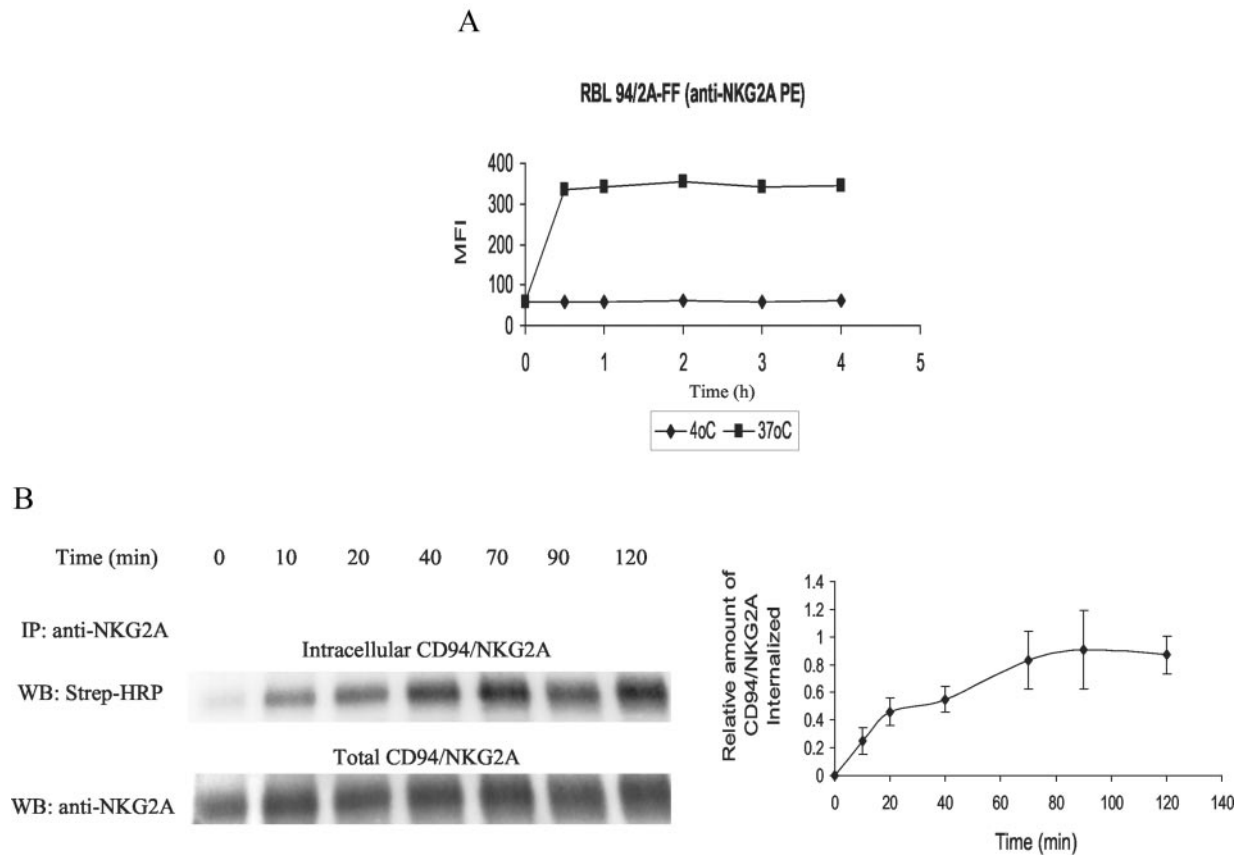 A
RBL 94/2A-FF (anti-NKG2A PE)
400
300
200
100
0
MFI
0 1 2 3 4 5
Time (h)
4oC 37oC
B
Time (min) 0 10 20 40 70 90 120
IP: anti-NKG2A
Intracellular CD94/NKG2A
WB: Strep-HRP
Total CD94/NKG2A
WB: anti-NKG2A
Relative amount of
CD94/NKG2A
Internalized
1.4
1.2
1
0.8
0.6
0.4
0.2
0
0 20 40 60 80 100 120 140
Time (min)